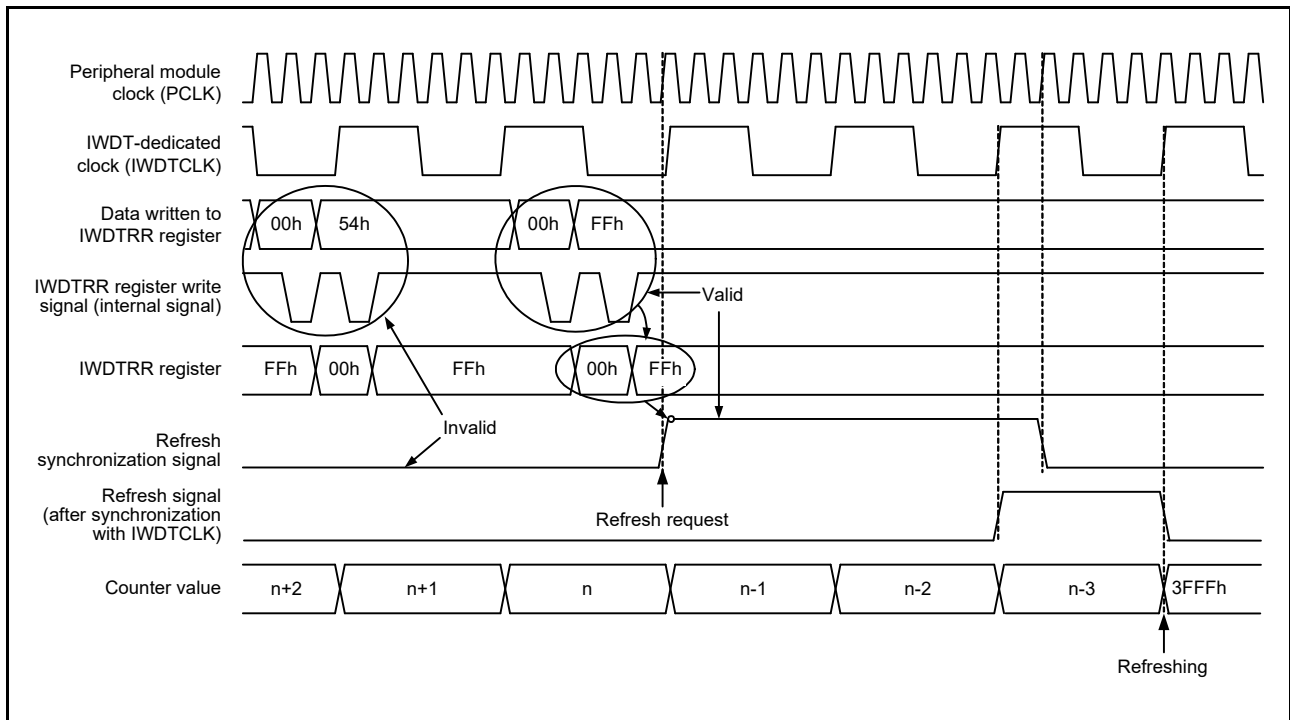 Peripheral module
clock (PCLK)
IWDT-dedicated
clock (IWDTCLK)
Data written to
IWDTRR register
00h
54h
00h
FFh
IWDTRR register write
signal (internal signal)
Valid
IWDTRR register
FFh
00h
FFh
00h
FFh
Invalid
Refresh
synchronization signal
Refresh request
Refresh signal
(after synchronization
with IWDTCLK)
Counter value
n+2
n+1
n
n-1
n-2
n-3
3FFFh
Refreshing